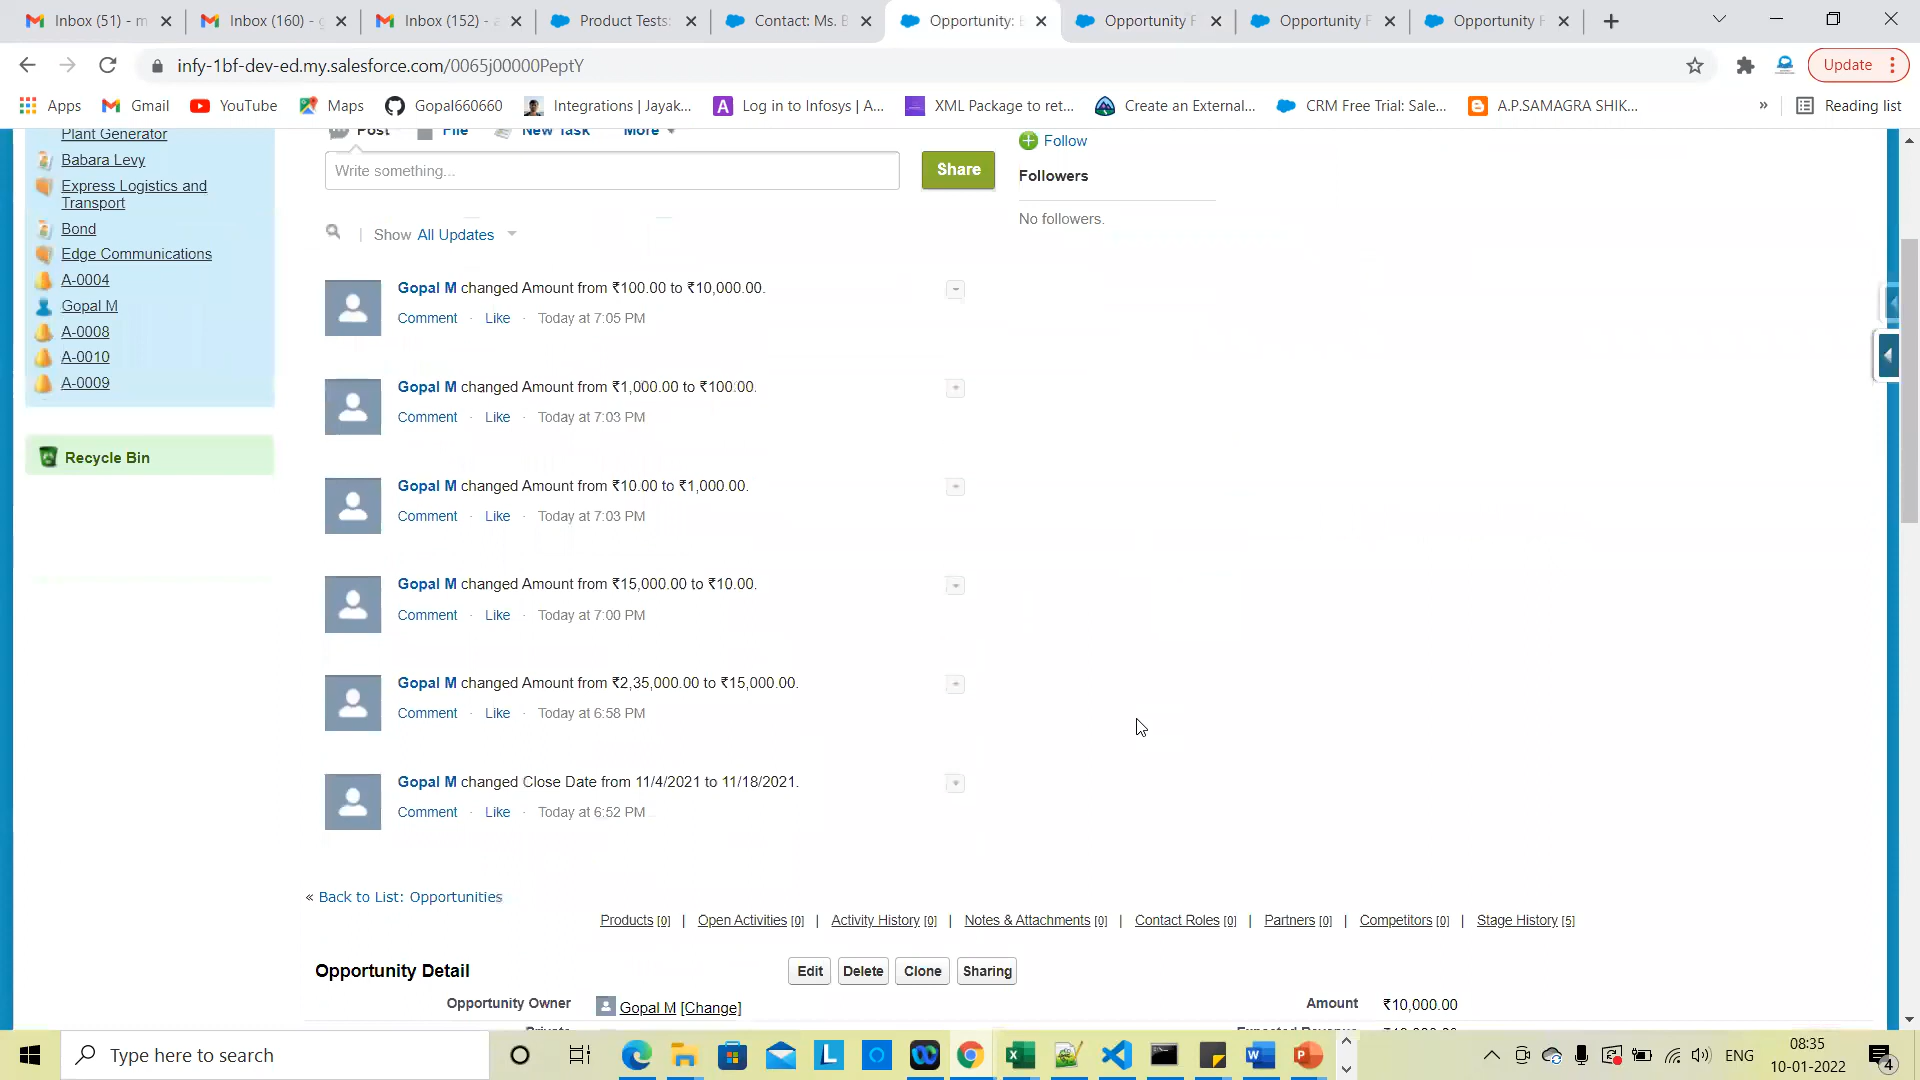 Inbox (51) - m
Inbox (160) - g
Inbox (152) - a
Product Tests:
Contact: Ms. B
Opportunity: E
Opportunity F
Opportunity F
Opportunity F
infy-1bf-dev-ed.my.salesforce.com/0065j00000PeptY
Update
Apps
Gmail
YouTube
Maps
Gopal660060
Integrations | Jayak...
Log in to Infosys | A...
XML Package to ret...
Create an External...
CRM Free Trial: Sale...
A.P.SAMAGRA SHIK...
»
Reading list
Plant Generator
Babara Levy
Express Logistics and
Transport
Bond
Edge Communications
A-0004
Gopal M
A-0008
A-0010
A-0009
Recycle Bin
Post
File
New Task
More
Write something...
Share
Follow
Followers
No followers.
Show All Updates
Gopal M changed Amount from ₹100.00 to ₹10,000.00.
Comment · Like · Today at 7:05 PM
Gopal M changed Amount from ₹1,000.00 to ₹100.00.
Comment · Like · Today at 7:03 PM
Gopal M changed Amount from ₹10.00 to ₹1,000.00.
Comment · Like · Today at 7:03 PM
Gopal M changed Amount from ₹15,000.00 to ₹10.00.
Comment · Like · Today at 7:00 PM
Gopal M changed Amount from ₹2,35,000.00 to ₹15,000.00.
Comment · Like · Today at 6:58 PM
Gopal M changed Close Date from 11/4/2021 to 11/18/2021.
Comment · Like · Today at 6:52 PM
« Back to List: Opportunities
Products [0] | Open Activities [0] | Activity History [0] | Notes & Attachments [0] | Contact Roles [0] | Partners [0] | Competitors [0] | Stage History [5]
Opportunity Detail
Edit
Delete
Clone
Sharing
Opportunity Owner
Gopal M [Change]
Amount
₹10,000.00
Type here to search
ENG
08:35
10-01-2022
4